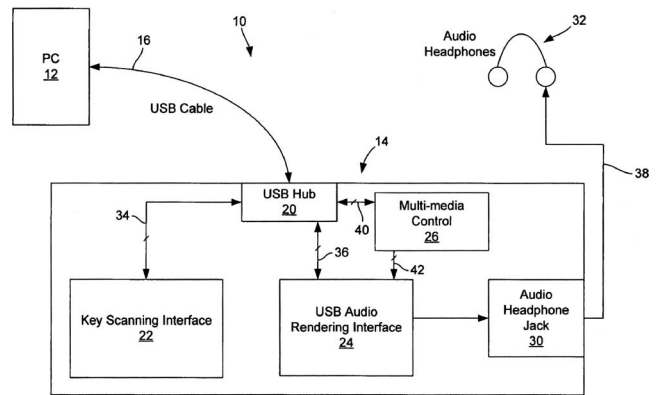 10
32
PC
12
16
USB Cable
Audio
Headphones
14
38
USB Hub
20
34
40
Multi-media
Control
26
36
42
Key Scanning Interface
22
USB Audio
Rendering Interface
24
Audio
Headphone
Jack
30